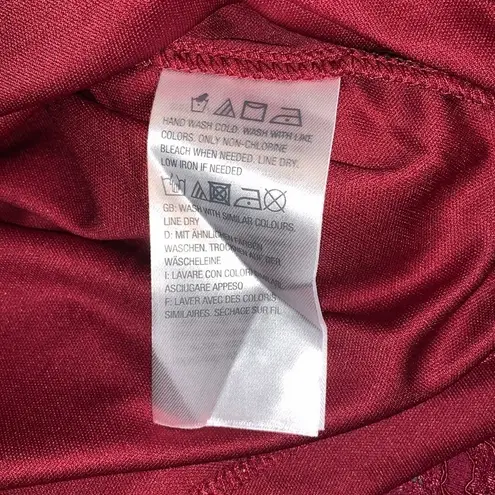 HAND WASH COLD. WASH WITH LIKE
COLORS. ONLY NON-CHLORINE
BLEACH WHEN NEEDED. LINE DRY.
LOW IRON IF NEEDED
GB: WASH WITH SIMILAR COLOURS.
LINE DRY
D: MIT ÄHNLICHEN FARBEN
WASCHEN. TROCKNEN AUF DER
WÄSCHELEINE
I: LAVARE CON COLORI
ASCIUGARE APPESO
F: LAVER AVEC DES COLORIS
SIMILAIRES. SÉCHAGE SUR FIL